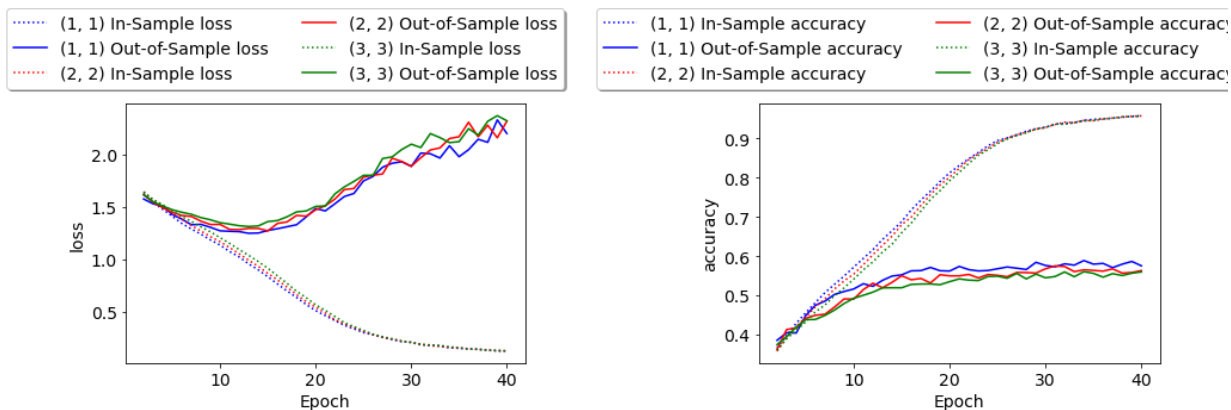 (1, 1) In-Sample loss
(1, 1) Out-of-Sample loss
(2, 2) In-Sample loss
(2, 2) Out-of-Sample loss
(3, 3) In-Sample loss
(3, 3) Out-of-Sample loss
2.0
1.5
1.0
0.5
loss
10 20 30 40
Epoch
(1, 1) In-Sample accuracy
(1, 1) Out-of-Sample accuracy
(2, 2) In-Sample accuracy
(2, 2) Out-of-Sample accuracy
(3, 3) In-Sample accuracy
(3, 3) Out-of-Sample accuracy
0.9
0.8
0.7
0.6
0.5
0.4
accuracy
10 20 30 40
Epoch